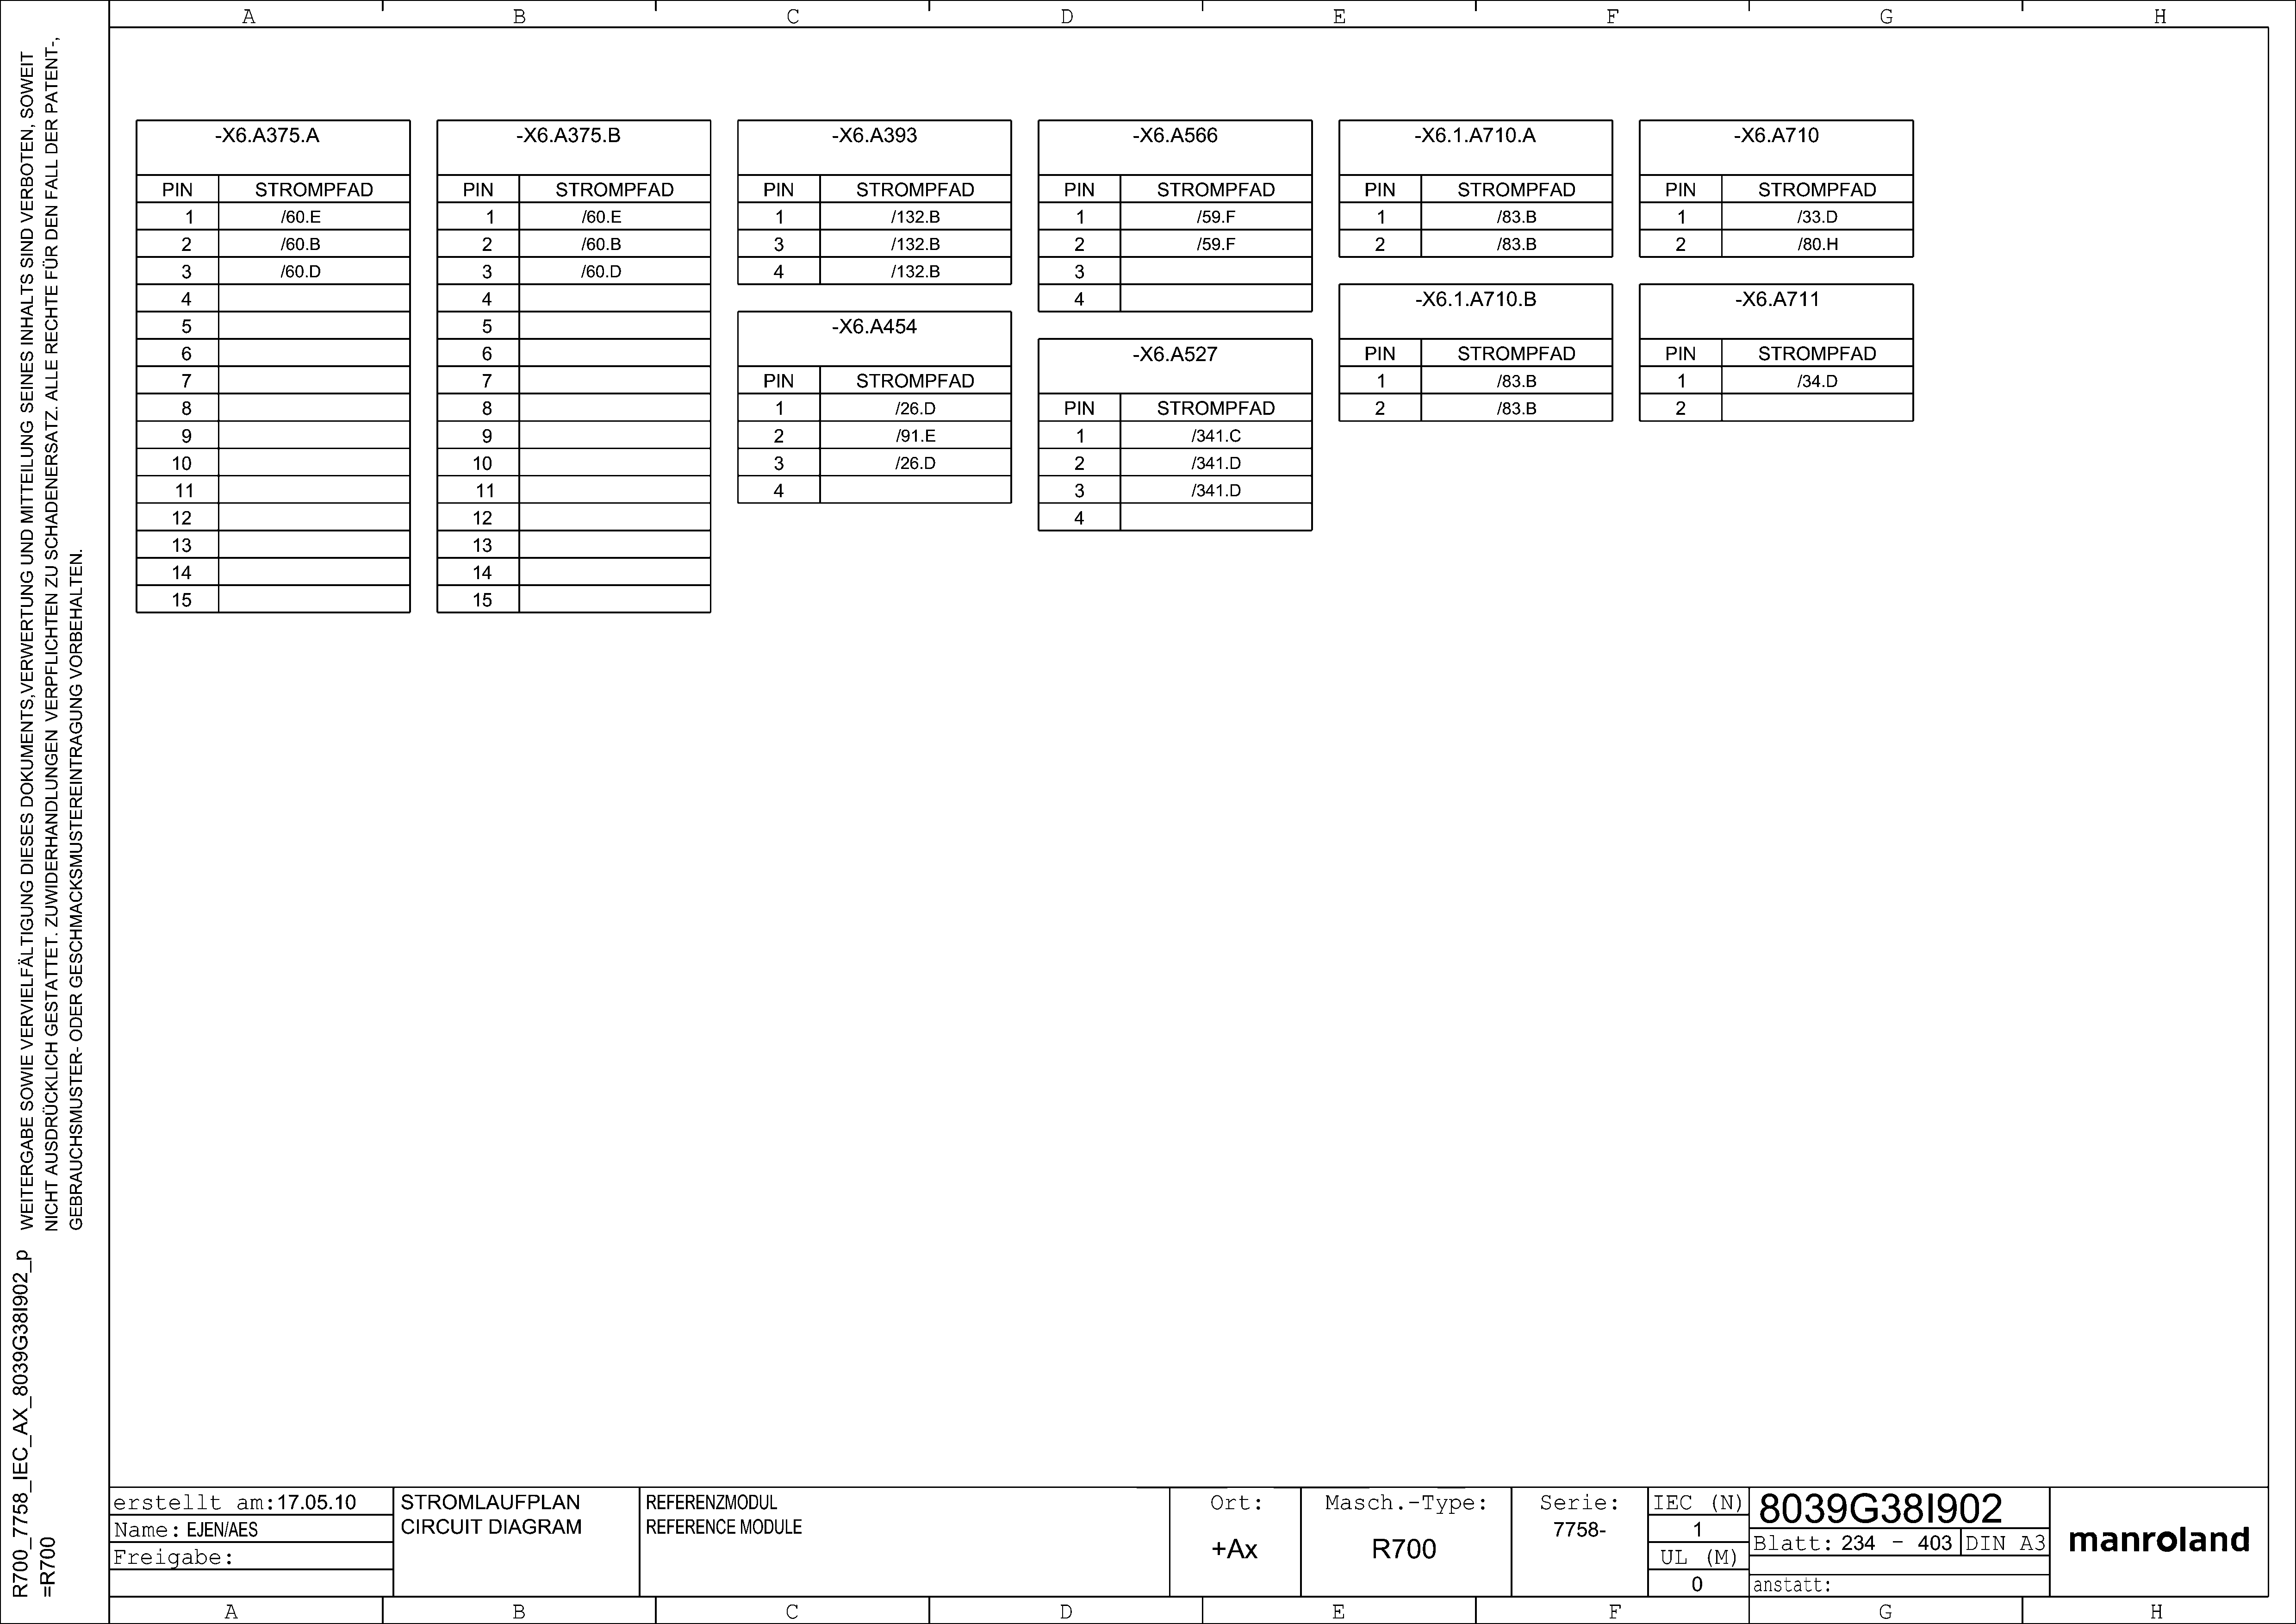 A B C D E F G H
WEITERGABE SOWIE VERVIELFÄLTIGUNG DIESES DOKUMENTS,VERWERTUNG UND MITTEILUNG SEINES INHALTS SIND VERBOTEN, SOWEIT
NICHT AUSDRÜCKLICH GESTATTET. ZUWIDERHANDLUNGEN VERPFLICHTEN ZU SCHADENERSATZ. ALLE RECHTE FÜR DEN FALL DER PATENT-,
GEBRAUCHSMUSTER- ODER GESCHMACKSMUSTEREINTRAGUNG VORBEHALTEN.
R700_7758_IEC_AX_8039G38I902_p
=R700
-X6.A375.A
PIN STROMPFAD
1 /60.E
2 /60.B
3 /60.D
4
5
6
7
8
9
10
11
12
13
14
15
-X6.A375.B
PIN STROMPFAD
1 /60.E
2 /60.B
3 /60.D
4
5
6
7
8
9
10
11
12
13
14
15
-X6.A393
PIN STROMPFAD
1 /132.B
3 /132.B
4 /132.B
-X6.A454
PIN STROMPFAD
1 /26.D
2 /91.E
3 /26.D
4
-X6.A566
PIN STROMPFAD
1 /59.F
2 /59.F
3
4
-X6.A527
PIN STROMPFAD
1 /341.C
2 /341.D
3 /341.D
4
-X6.1.A710.A
PIN STROMPFAD
1 /83.B
2 /83.B
-X6.1.A710.B
PIN STROMPFAD
1 /83.B
2 /83.B
-X6.A710
PIN STROMPFAD
1 /33.D
2 /80.H
-X6.A711
PIN STROMPFAD
1 /34.D
2
erstellt am:17.05.10
Name: EJEN/AES
Freigabe:
STROMLAUFPLAN
CIRCUIT DIAGRAM
REFERENZMODUL
REFERENCE MODULE
Ort:
+Ax
Masch.-Type:
R700
Serie:
7758-
IEC (N)
1
UL (M)
0
8039G38I902
Blatt: 234 - 403 DIN A3
anstatt:
manroland
A B C D E F G H